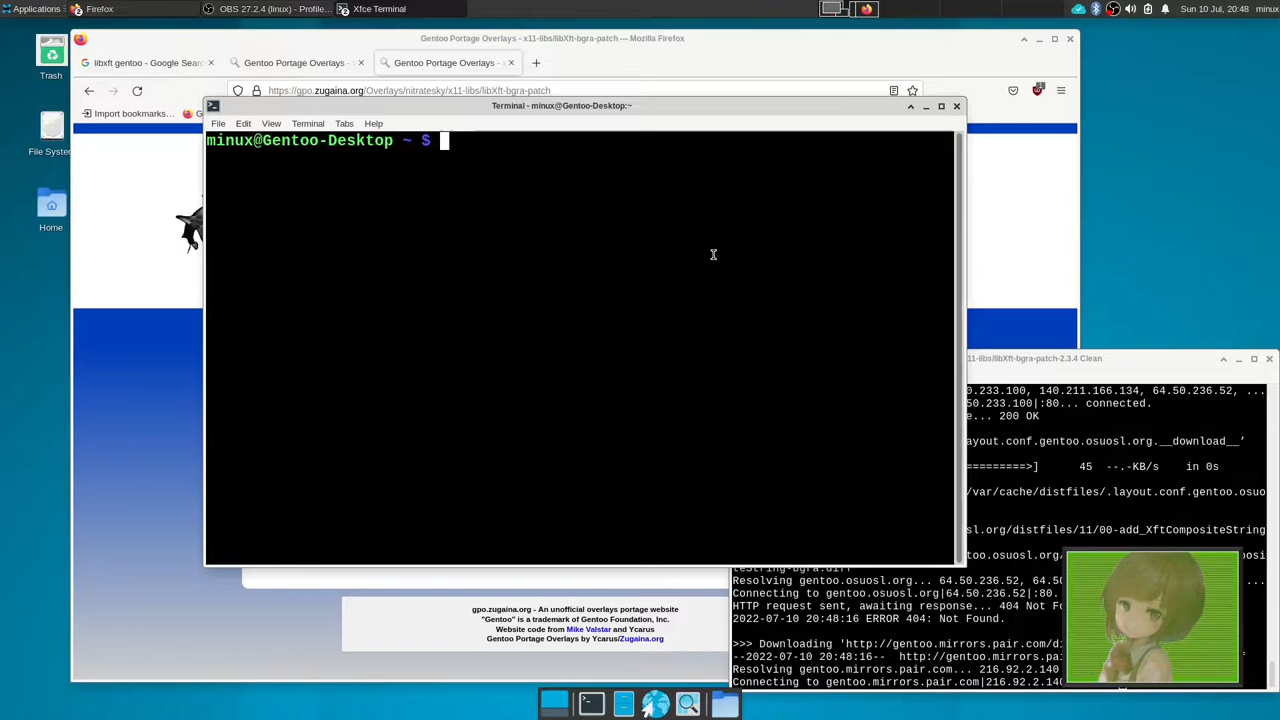 Applications
Firefox
OBS 27.2.4 (linux) - Profile...
Xfce Terminal
Sun 10 Jul, 20:48
minux
Trash
File System
Home
Gentoo Portage Overlays - x11-libs/libXft-bgra-patch — Mozilla Firefox
libxft gentoo - Google Searc
Gentoo Portage Overlays -
Gentoo Portage Overlays - s
https://gpo.zugaina.org/Overlays/nitratesky/x11-libs/libXft-bgra-patch
Import bookmarks...
Terminal - minux@Gentoo-Desktop:~
File Edit View Terminal Tabs Help
minux@Gentoo-Desktop ~ $
11-libs/libXft-bgra-patch-2.3.4 Clean
0.233.100, 140.211.166.134, 64.50.236.52, ...
0.233.100|:80... connected.
e... 200 OK
ayout.conf.gentoo.osuosl.org.__download__’
=========>] 45 --.-KB/s in 0s
/var/cache/distfiles/.layout.conf.gentoo.osuo
sl.org/distfiles/11/00-add_XftCompositeString
Resolving gentoo.osuosl.org... 64.50.236.52, 64
Connecting to gentoo.osuosl.org|64.50.236.52|:80.
HTTP request sent, awaiting response... 404 Not Fo
2022-07-10 20:48:16 ERROR 404: Not Found.
>>> Downloading 'http://gentoo.mirrors.pair.com/di
--2022-07-10 20:48:16-- http://gentoo.mirrors.pai
Resolving gentoo.mirrors.pair.com... 216.92.2.140
Connecting to gentoo.mirrors.pair.com|216.92.2.140
gpo.zugaina.org - An unofficial overlays portage website
"Gentoo" is a trademark of Gentoo Foundation, Inc.
Website code from Mike Valstar and Ycarus
Gentoo Portage Overlays by Ycarus/Zugaina.org